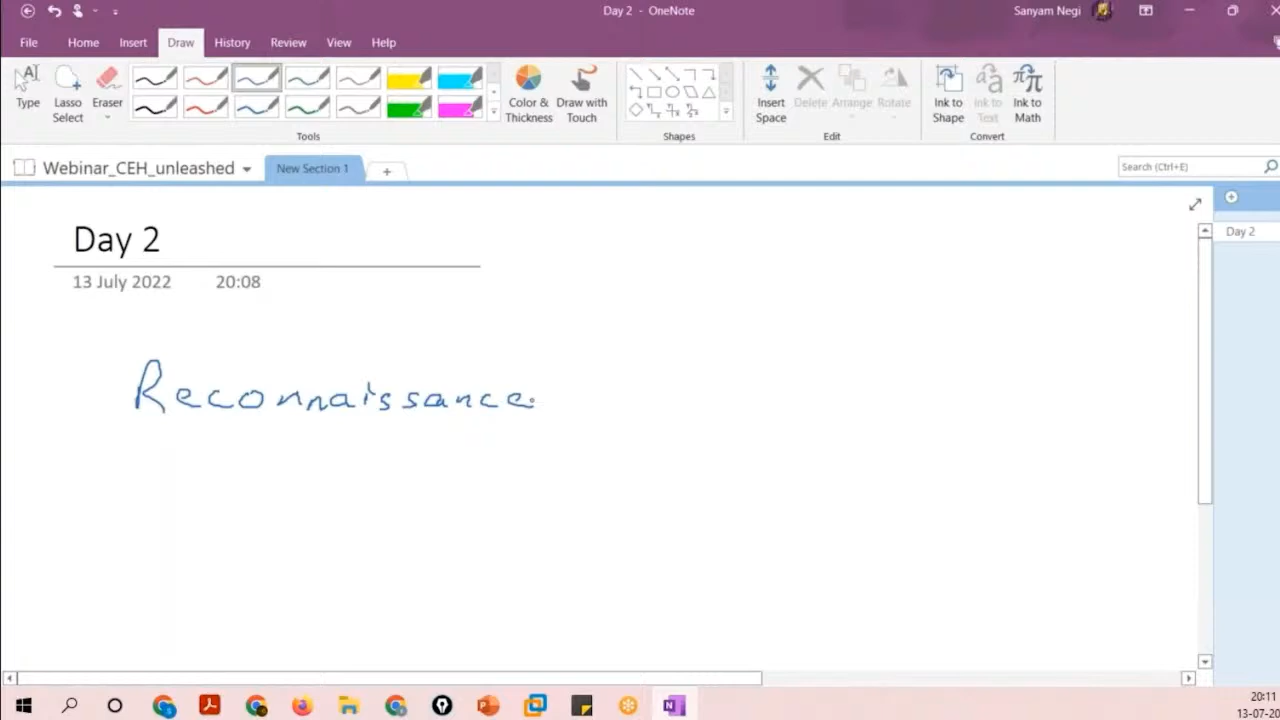 Day 2 - OneNote
Sanyam Negi
File Home Insert Draw History Review View Help
Type
Lasso Select
Eraser
Color & Thickness
Draw with Touch
Insert Space
Delete
Arrange
Rotate
Ink to Shape
Ink to Text
Ink to Math
Tools
Shapes
Edit
Convert
Webinar_CEH_unleashed
New Section 1
+
Search (Ctrl+E)
Day 2
Day 2
13 July 2022 20:08
Reconnaissance
20:11
13-07-20